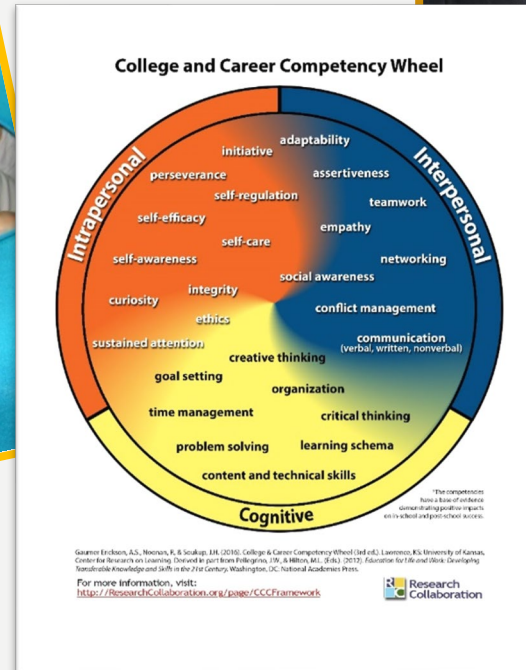 College and Career Competency Wheel
Intrapersonal
Interpersonal
initiative
adaptability
perseverance
assertiveness
self-regulation
teamwork
self-efficacy
empathy
self-care
self-awareness
networking
social awareness
integrity
curiosity
conflict management
ethics
sustained attention
communication
(verbal, written, nonverbal)
creative thinking
goal setting
organization
time management
critical thinking
problem solving
learning schema
content and technical skills
Cognitive
*The competencies
have a base of evidence
demonstrating positive impacts
on in-school and post-school success.
Gaumer Erickson, A.S., Noonan, P., & Soukup, J.H. (2016). College & Career Competency Wheel (3rd ed.). Lawrence, KS: University of Kansas,
Center for Research on Learning. Derived in part from Pellegrino, J.W., & Hilton, M.L. (Eds.) (2012). Education for Life and Work: Developing
Transferable Knowledge and Skills in the 21st Century. Washington, DC: National Academies Press.
For more information, visit:
http://ResearchCollaboration.org/page/CCCFramework
Research
Collaboration